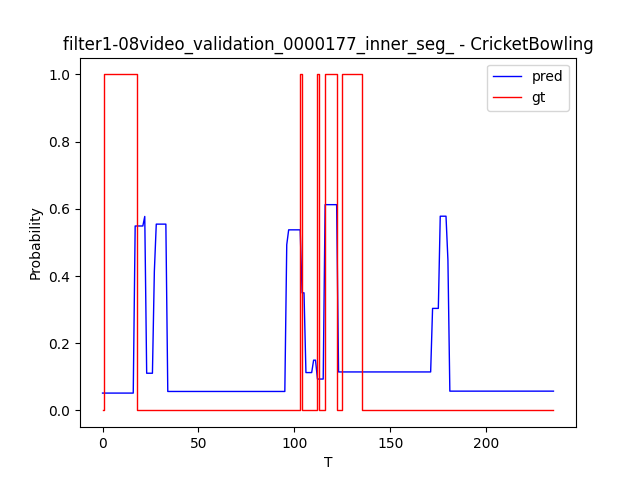 filter1-08video_validation_0000177_inner_seg_ - CricketBowling
pred
gt
1.0
0.8
0.6
0.4
0.2
0.0
Probability
0
50
100
150
200
T